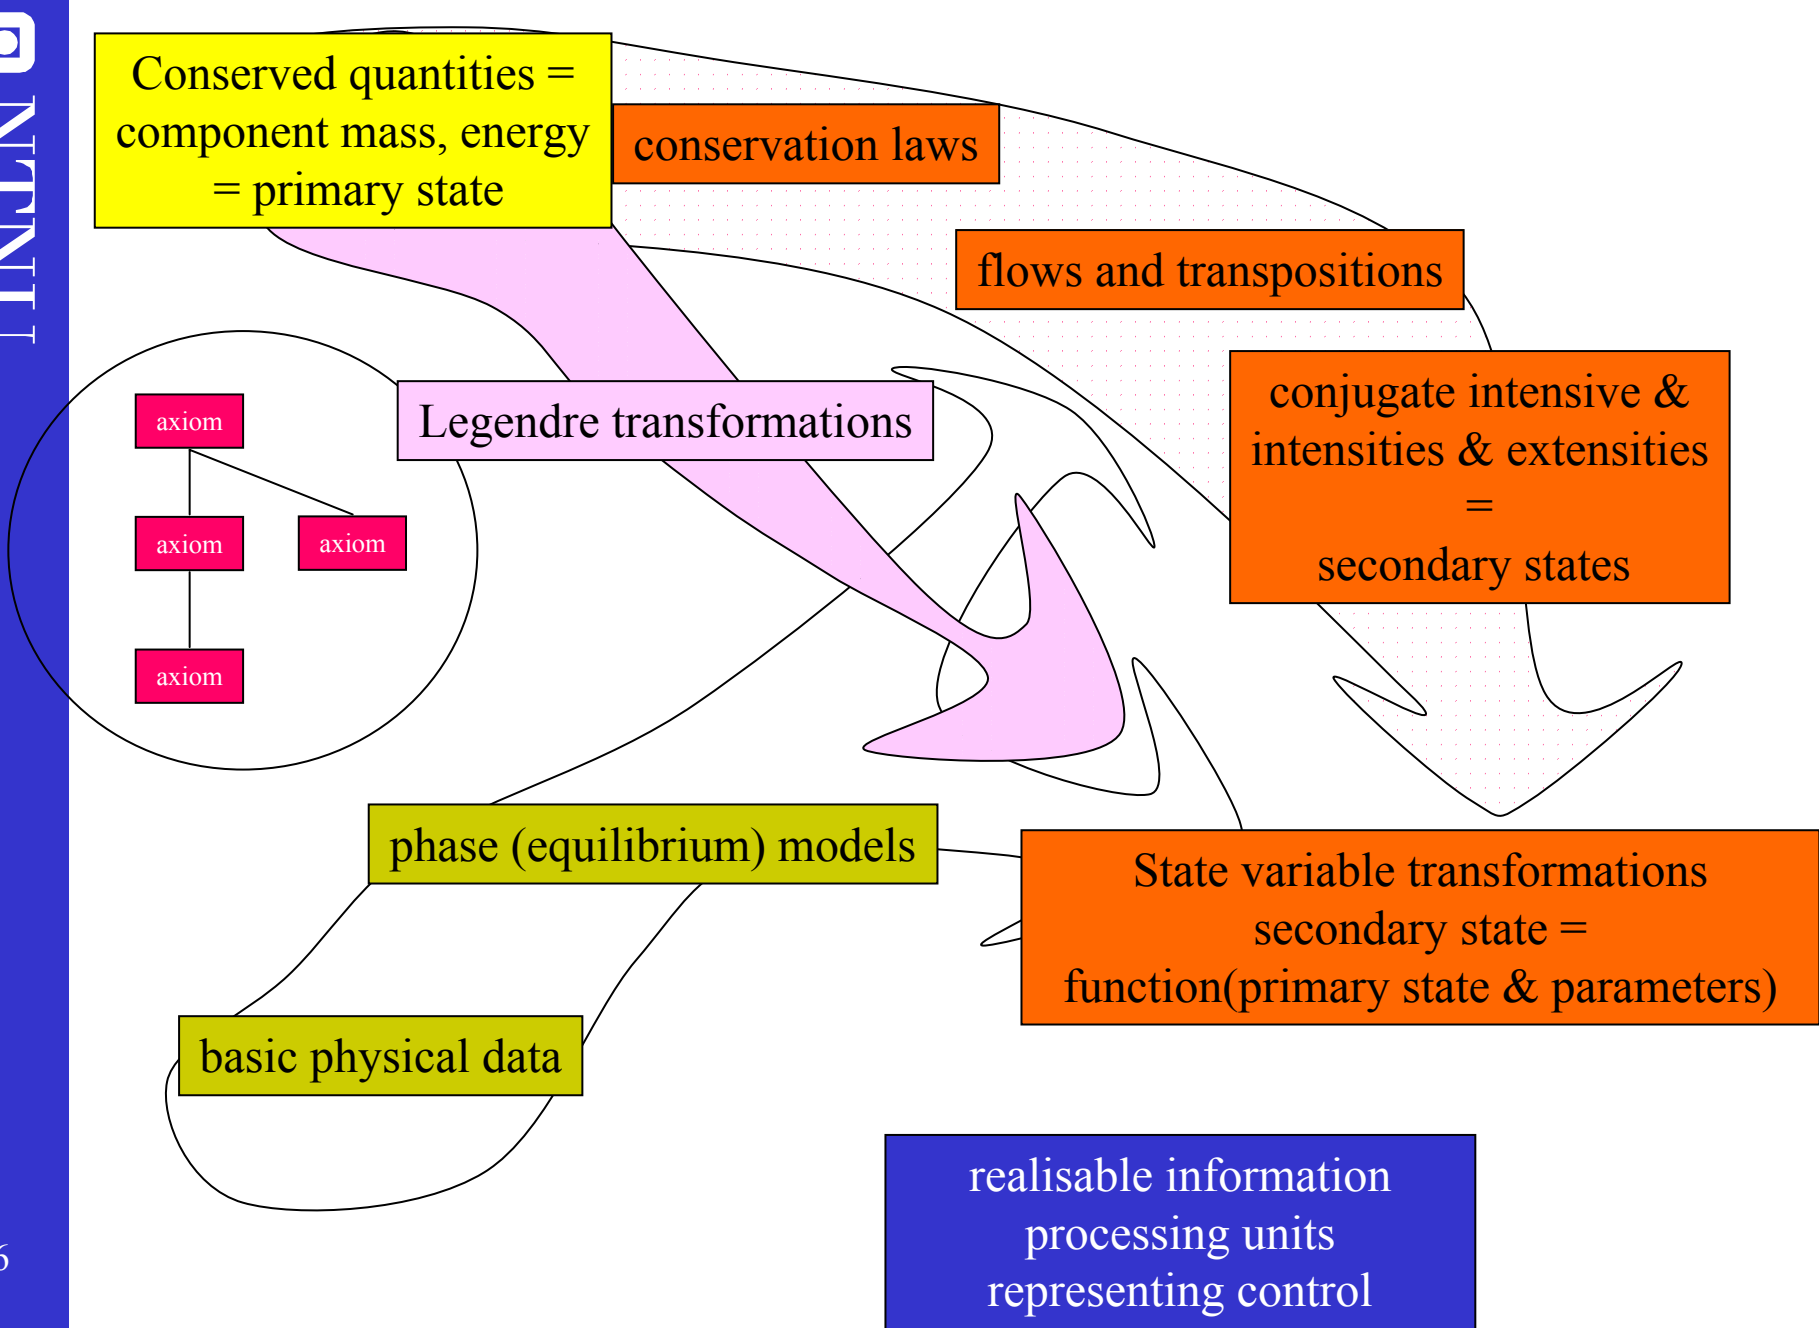 NTNU
Conserved quantities =
component mass, energy
= primary state
conservation laws
flows and transpositions
conjugate intensive &
intensities & extensities
=
secondary states
Legendre transformations
axiom
axiom
axiom
axiom
phase (equilibrium) models
State variable transformations
secondary state =
function(primary state & parameters)
basic physical data
realisable information
processing units
representing control
6